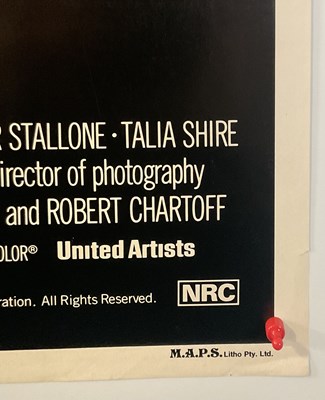 R STALLONE · TALIA SHIRE
irector of photography
and ROBERT CHARTOFF
OLOR® United Artists
ration. All Rights Reserved. NRC
M.A.P.S. Litho Pty. Ltd.